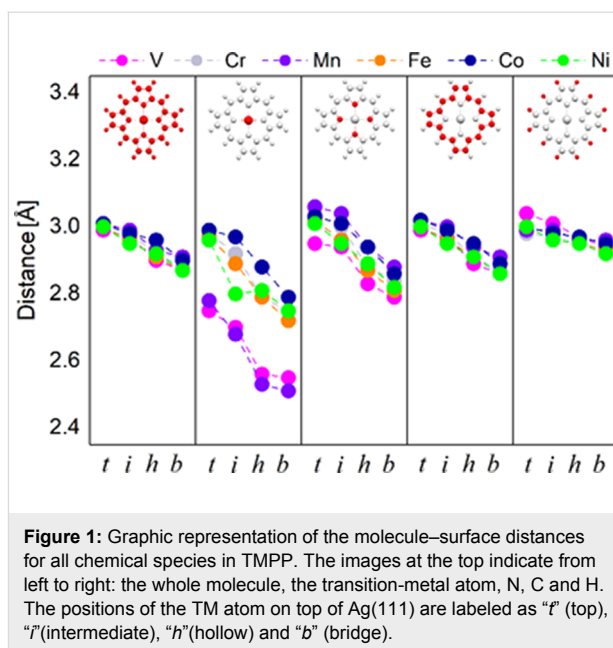 V Cr Mn Fe Co Ni
3.4
3.2
3.0
2.8
2.6
2.4
Distance [Å]
t i h b t i h b t i h b t i h b t i h b
Figure 1: Graphic representation of the molecule–surface distances
for all chemical species in TMPP. The images at the top indicate from
left to right: the whole molecule, the transition-metal atom, N, C and H.
The positions of the TM atom on top of Ag(111) are labeled as “t” (top),
“i”(intermediate), “h”(hollow) and “b” (bridge).